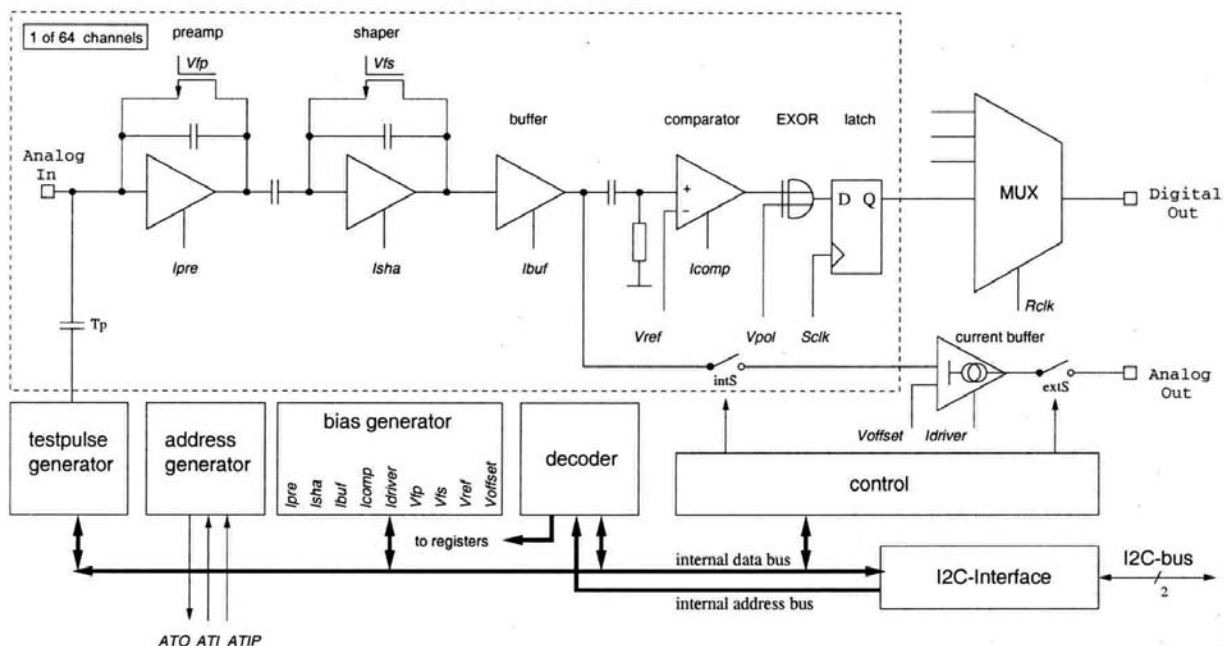 1 of 64 channels
preamp
shaper
Vfp
Vfs
buffer
comparator
EXOR
latch
Analog
In
+
−
D Q
MUX
Digital
Out
Ipre
Isha
Ibuf
Icomp
Rclk
Tp
Vref
Vpol
Sclk
current buffer
intS
extS
Analog
Out
Voffset
Idriver
testpulse
generator
address
generator
bias generator
Ipre
Isha
Ibuf
Icomp
Idriver
Vfp
Vfs
Vref
Voffset
decoder
control
to registers
internal data bus
internal address bus
I2C-Interface
I2C-bus
2
ATO ATI ATIP